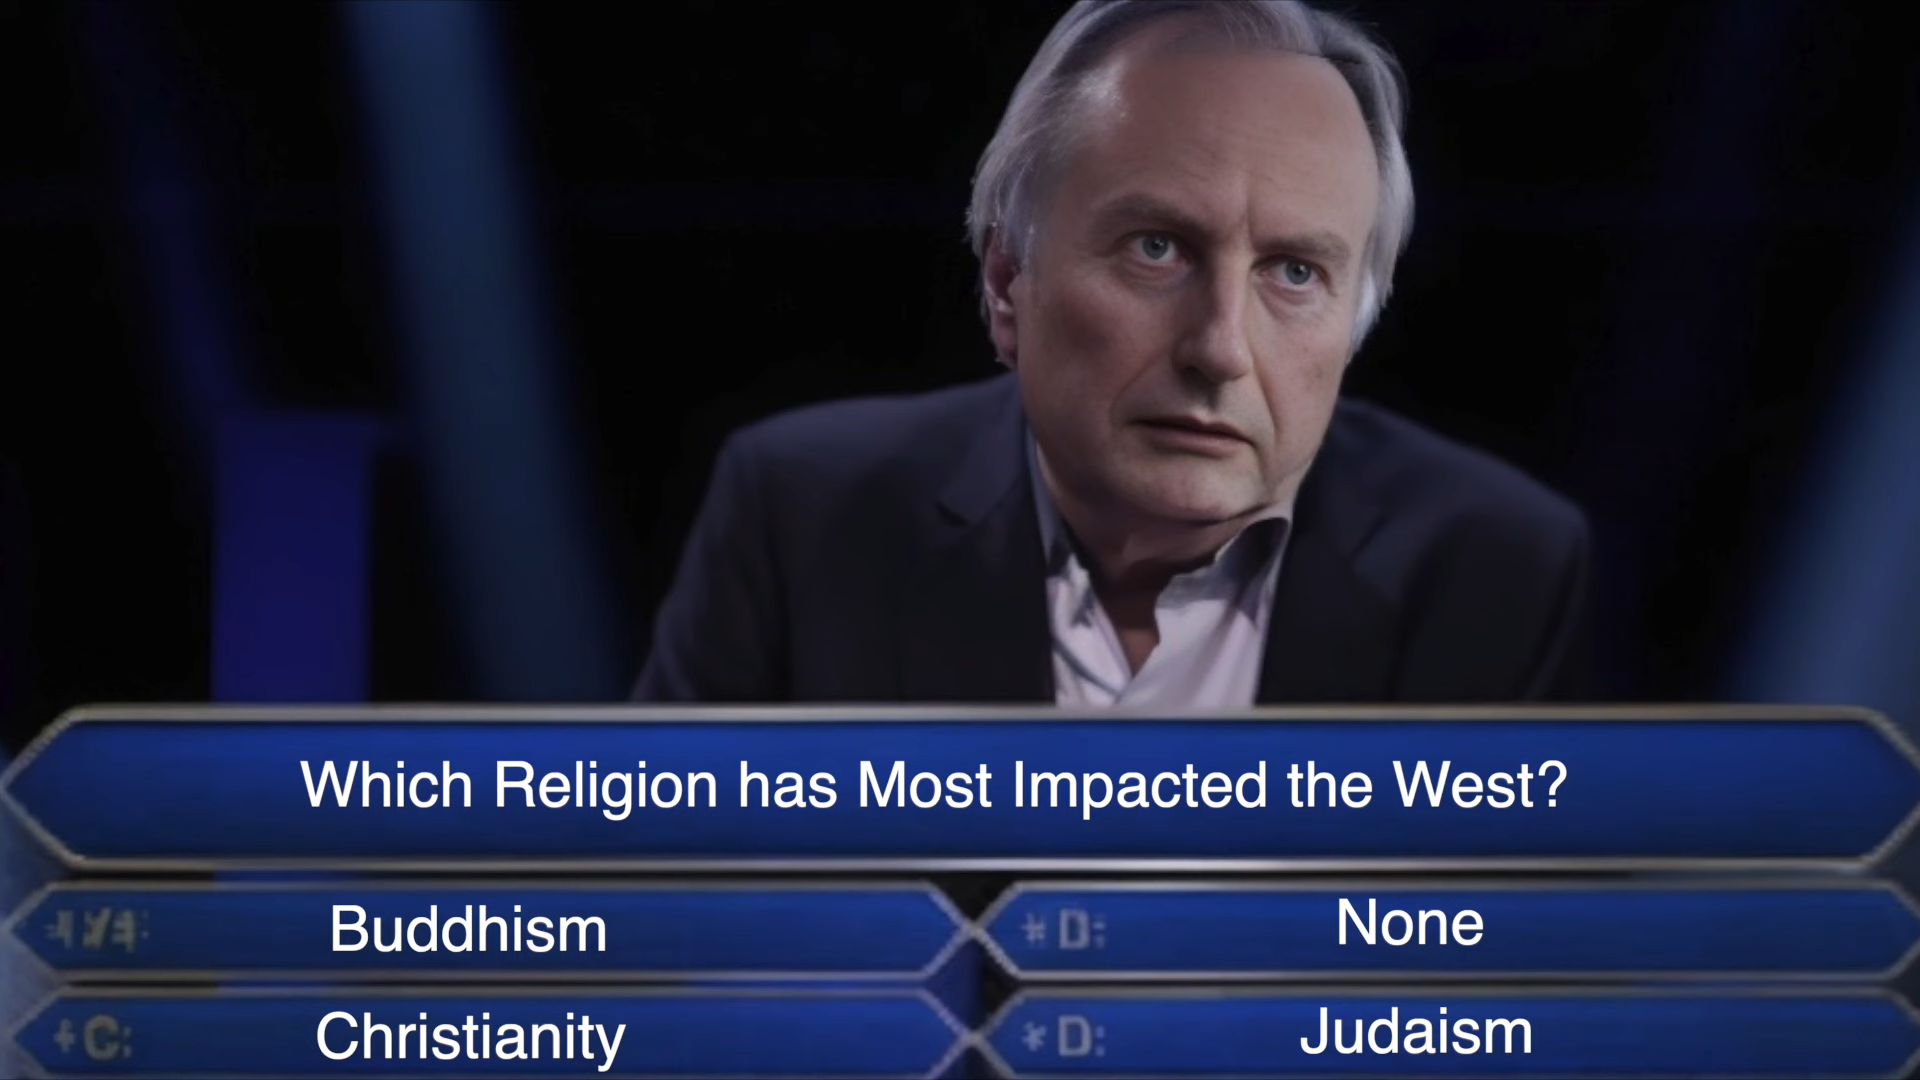 Which Religion has Most Impacted the West?
Buddhism
D: None
C: Christianity
D: Judaism